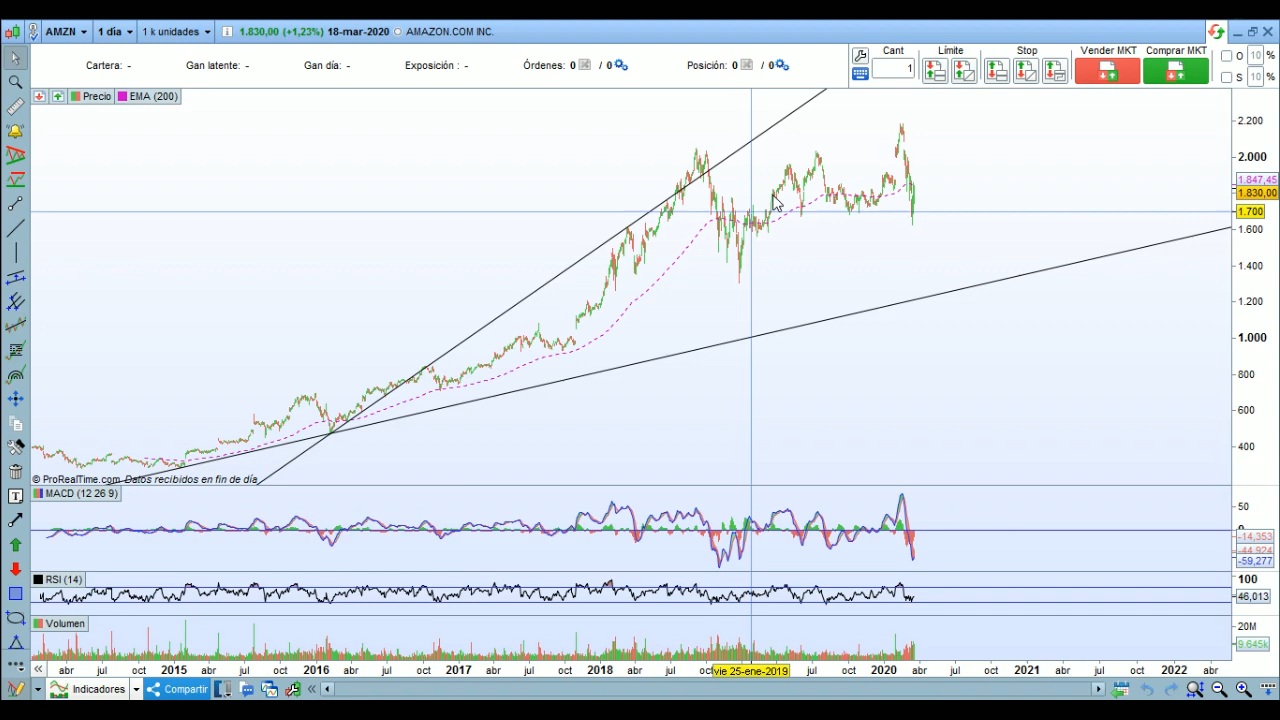 AMZN 1 día 1 k unidades 1.830,00 (+1,23%) 18-mar-2020 AMAZON.COM INC.
Cant Límite Stop Vender MKT Comprar MKT O 10 %
Cartera: - Gan latente: - Gan día: - Exposición : - Órdenes: 0 / 0 Posición: 0 / 0 1 S 10 %
Precio EMA (200)
2.200
2.000
1.847,45
1.830,00
1.700
1.600
1.400
1.200
1.000
800
600
400
© ProRealTime.com Datos recibidos en fin de día
MACD (12 26 9)
50
0
-14,353
-44,924
-59,277
RSI (14)
100
46,013
Volumen
20M
9.645k
abr jul oct 2015 abr jul oct 2016 abr jul oct 2017 abr jul oct 2018 abr jul oct vie 25-ene-2019 jul oct 2020 abr jul oct 2021 abr jul oct 2022 abr
Indicadores Compartir